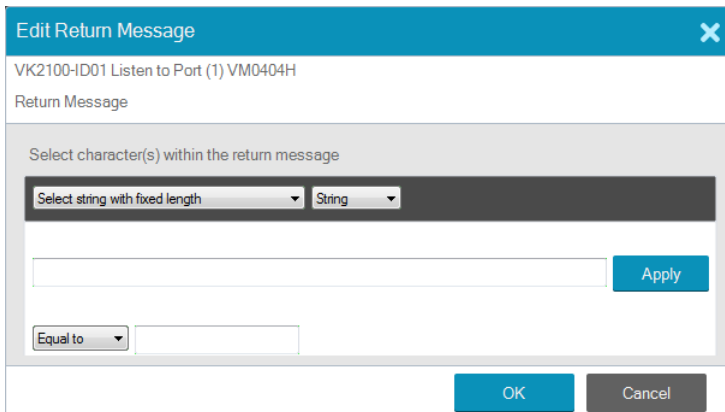 Edit Return Message
VK2100-ID01 Listen to Port (1) VM0404H
Return Message
Select character(s) within the return message
Select string with fixed length String
Apply
Equal to
OK Cancel